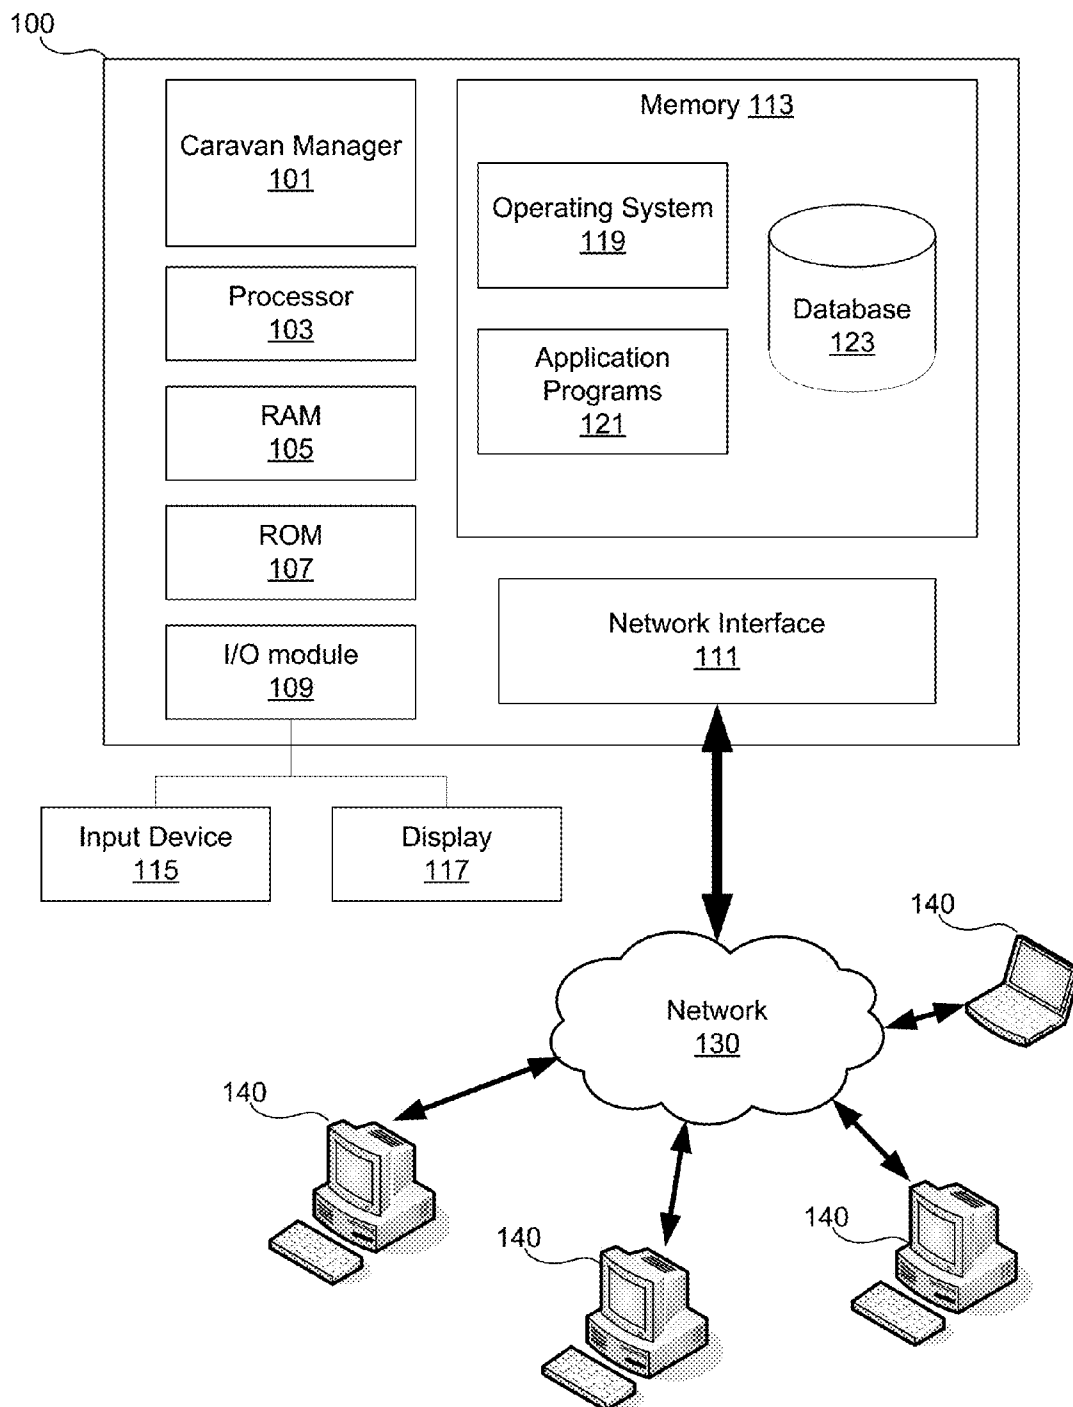 100
Caravan Manager
101
Processor
103
RAM
105
ROM
107
I/O module
109
Memory 113
Operating System
119
Application
Programs
121
Database
123
Network Interface
111
Input Device
115
Display
117
Network
130
140
140
140
140